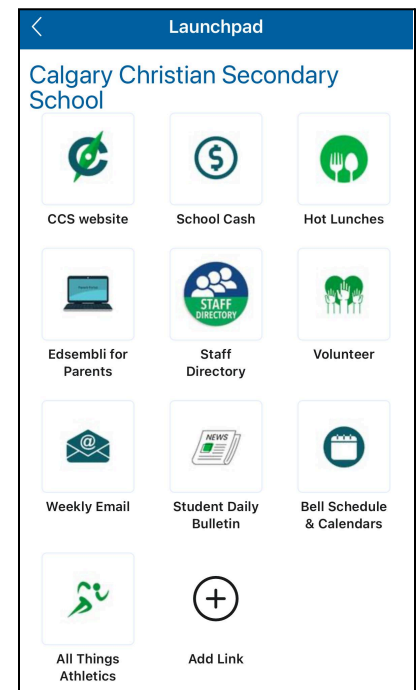 Launchpad
Calgary Christian Secondary
School
CCS website
School Cash
Hot Lunches
STAFF
DIRECTORY
Edsembli for
Parents
Staff
Directory
Volunteer
@
NEWS
Weekly Email
Student Daily
Bulletin
Bell Schedule
& Calendars
All Things
Athletics
Add Link